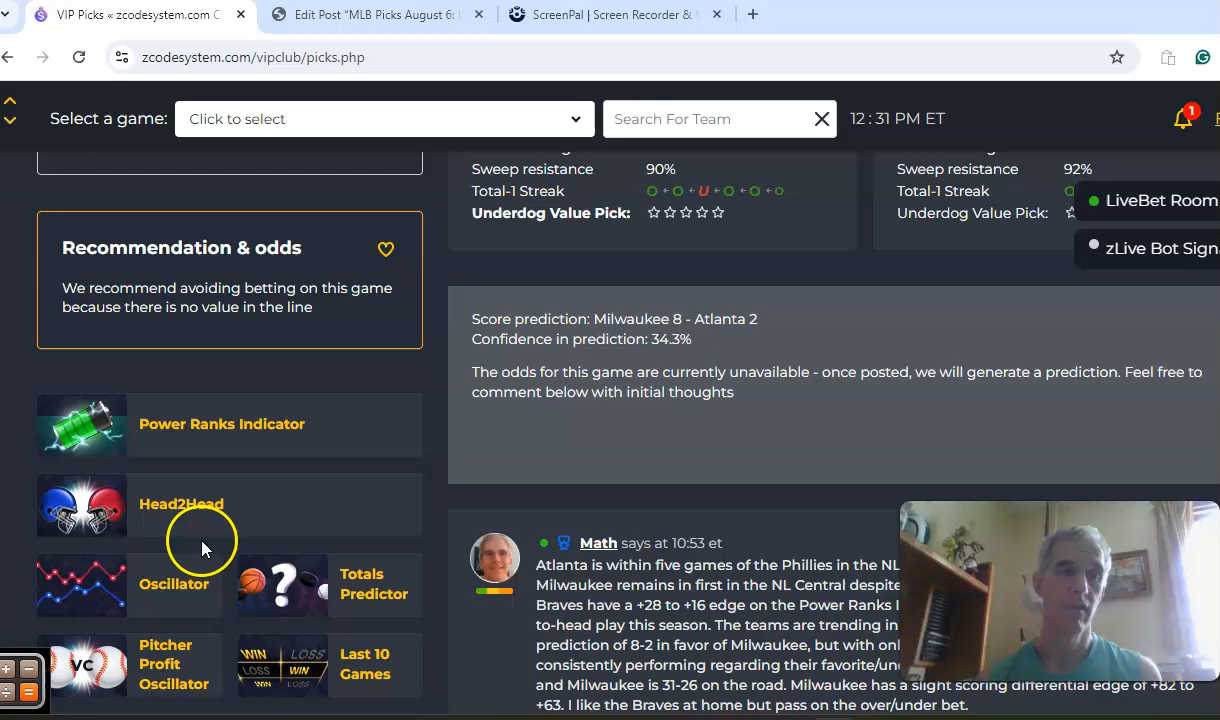 VIP Picks « zcodesystem.com C
Edit Post “MLB Picks August 6:
ScreenPal | Screen Recorder &
zcodesystem.com/vipclub/picks.php
Select a game:
Click to select
Search For Team
12 : 31 PM ET
1
Sweep resistance 90%
Total-1 Streak O ← O ← U ← O ← O ← O
Underdog Value Pick: ☆☆☆☆☆
Sweep resistance 92%
Total-1 Streak
Underdog Value Pick:
LiveBet Room
zLive Bot Signa
Recommendation & odds
We recommend avoiding betting on this game
because there is no value in the line
Score prediction: Milwaukee 8 - Atlanta 2
Confidence in prediction: 34.3%
The odds for this game are currently unavailable - once posted, we will generate a prediction. Feel free to
comment below with initial thoughts
Power Ranks Indicator
Head2Head
Oscillator
Totals
Predictor
VC
Pitcher
Profit
Oscillator
WIN LOSS
LOSS WIN
WIN LOSS
Last 10
Games
Math says at 10:53 et
Atlanta is within five games of the Phillies in the NL
Milwaukee remains in first in the NL Central despite
Braves have a +28 to +16 edge on the Power Ranks I
to-head play this season. The teams are trending in
prediction of 8-2 in favor of Milwaukee, but with onl
consistently performing regarding their favorite/un
and Milwaukee is 31-26 on the road. Milwaukee has a slight scoring differential edge of +82 to
+63. I like the Braves at home but pass on the over/under bet.